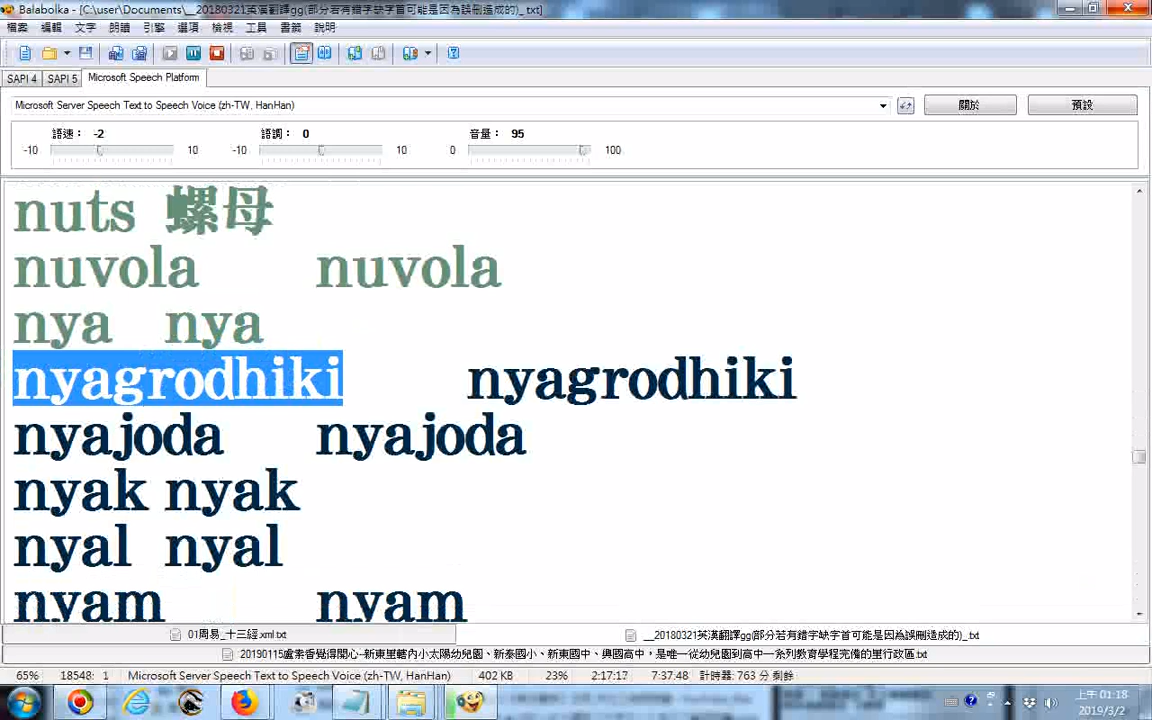 Balabolka - [C:\user\Documents\__20180321英漢翻譯gg(部分若有錯字缺字首可能是因為誤刪造成的)_.txt]
檔案 編輯 文字 朗讀 引擎 選項 檢視 工具 書籤 說明
SAPI 4 SAPI 5 Microsoft Speech Platform
Microsoft Server Speech Text to Speech Voice (zh-TW, HanHan) 關於 預設
語速： -2 語調： 0 音量： 95
-10 10 -10 10 0 100
nuts 螺母
nuvola nuvola
nya nya
nyagrodhiki nyagrodhiki
nyajoda nyajoda
nyak nyak
nyal nyal
nyam nyam
01周易_十三經.xml.txt __20180321英漢翻譯gg(部分若有錯字缺字首可能是因為誤刪造成的)_.txt
20190115盧素香覺得開心-新東里轄內小太陽幼兒園、新泰國小、新東國中、興國高中，是唯一從幼兒園到高中一系列教育學程完備的里行政區.txt
65% 18548: 1 Microsoft Server Speech Text to Speech Voice (zh-TW, HanHan) 402 KB 23% 2:17:17 7:37:48 計時器: 763 分 剩餘
上午 01:18
2019/3/2